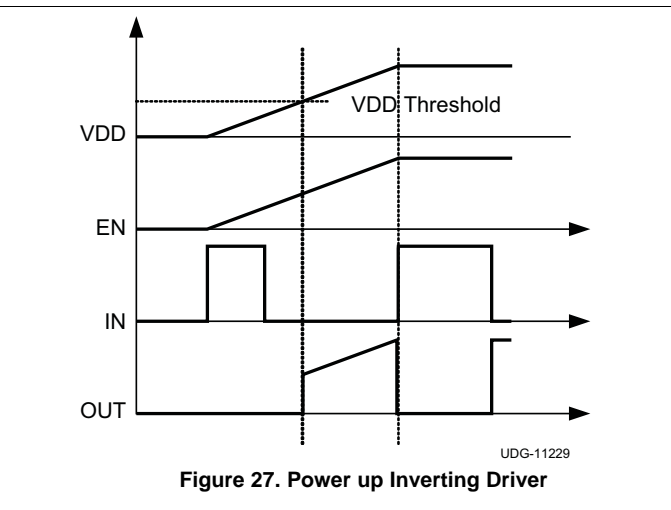 VDD Threshold
VDD
EN
IN
OUT
UDG-11229
Figure 27. Power up Inverting Driver